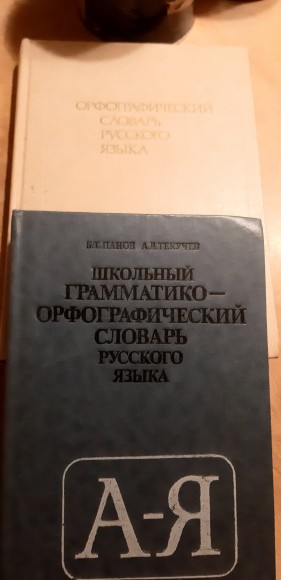 ОРФОГРАФИЧЕСКИЙ
СЛОВАРЬ
РУССКОГО
ЯЗЫКА
Б.Т. ПАНОВ А.В. ТЕКУЧЕВ
ШКОЛЬНЫЙ
ГРАММАТИКО—
ОРФОГРАФИЧЕСКИЙ
СЛОВАРЬ
РУССКОГО
ЯЗЫКА
А-Я